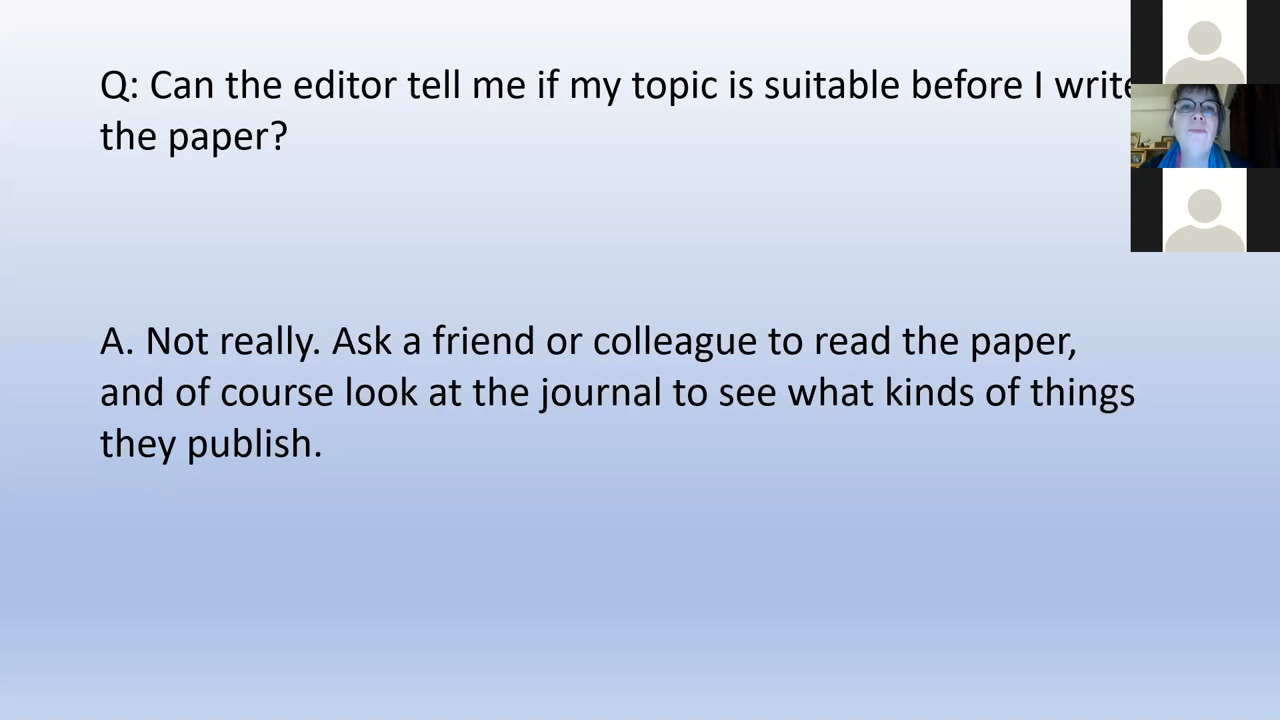 Q: Can the editor tell me if my topic is suitable before I write
the paper?
A. Not really. Ask a friend or colleague to read the paper,
and of course look at the journal to see what kinds of things
they publish.